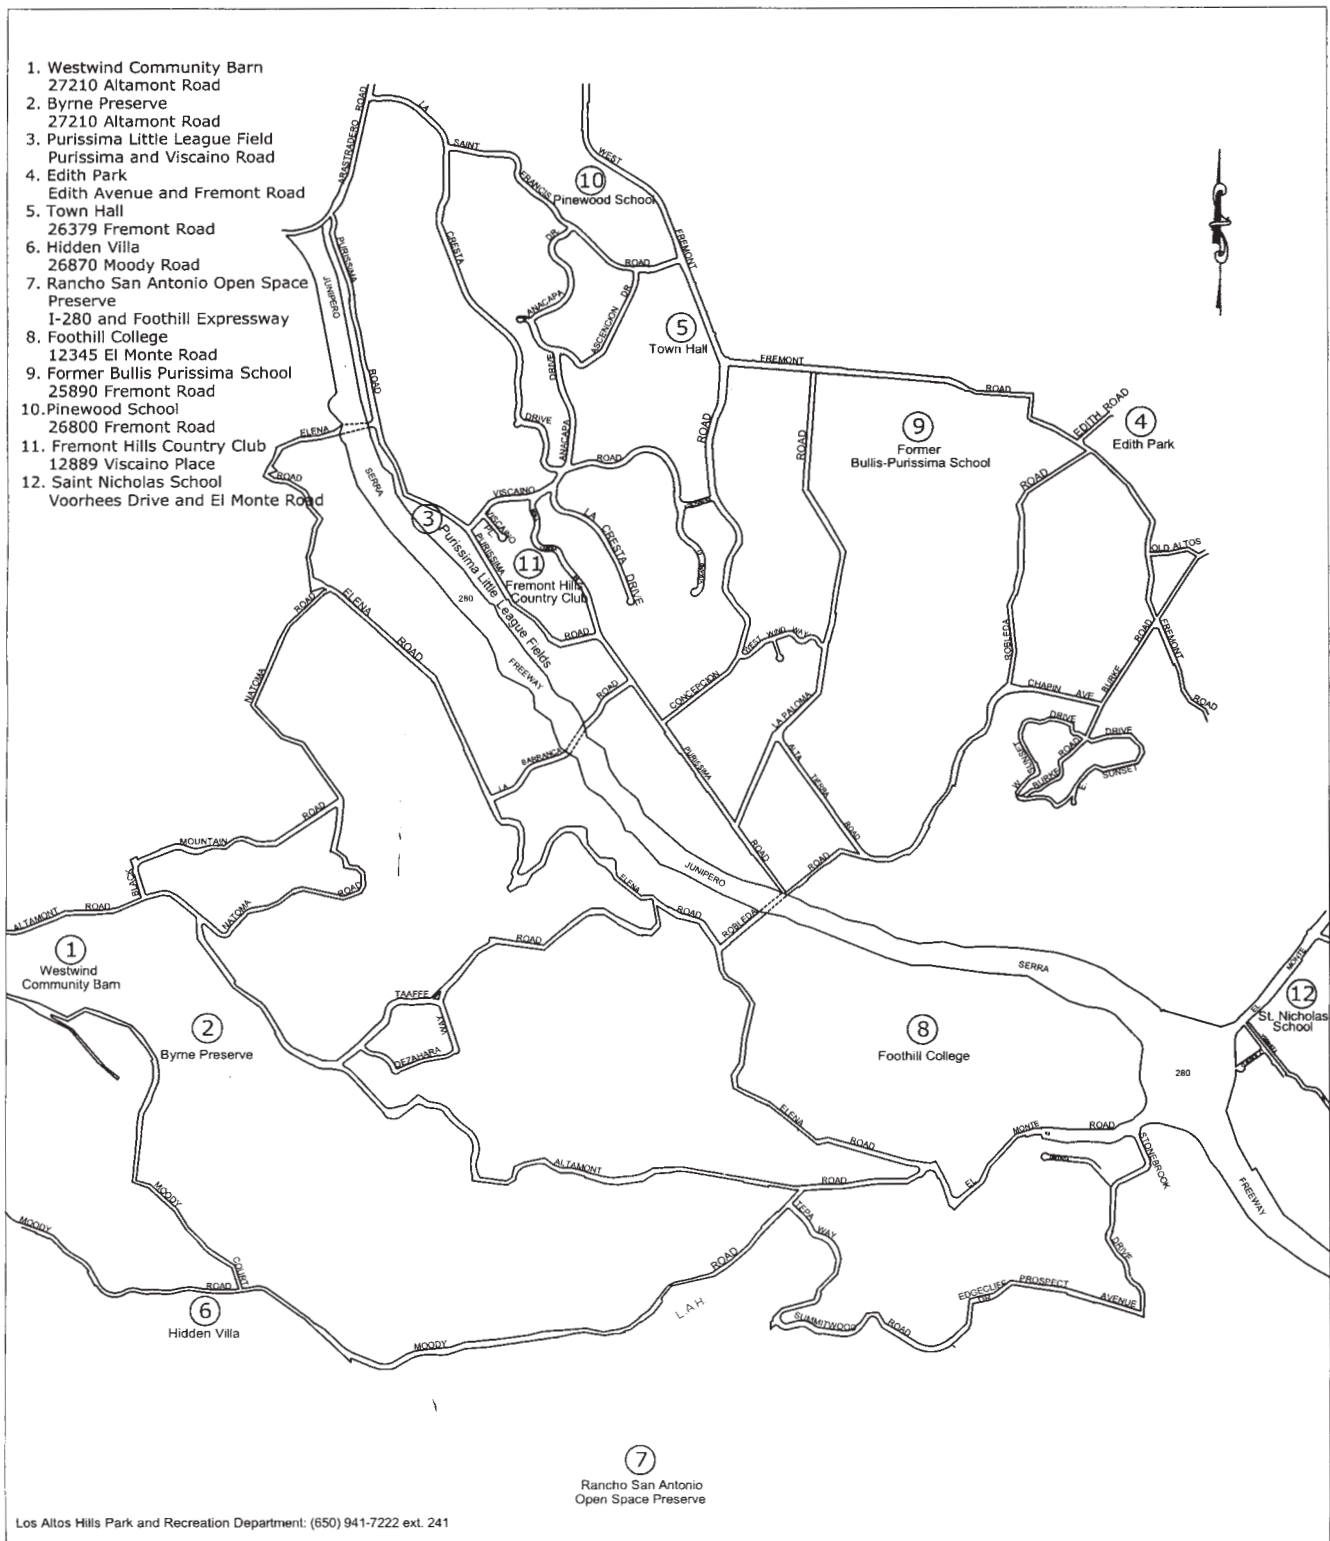 1. Westwind Community Barn
27210 Altamont Road
2. Byrne Preserve
27210 Altamont Road
3. Purissima Little League Field
Purissima and Viscaino Road
4. Edith Park
Edith Avenue and Fremont Road
5. Town Hall
26379 Fremont Road
6. Hidden Villa
26870 Moody Road
7. Rancho San Antonio Open Space
Preserve
I-280 and Foothill Expressway
8. Foothill College
12345 El Monte Road
9. Former Bullis Purissima School
25890 Fremont Road
10.Pinewood School
26800 Fremont Road
11. Fremont Hills Country Club
12889 Viscaino Place
12. Saint Nicholas School
Voorhees Drive and El Monte Road
ARASTRADERO ROAD
LA
SAINT
FRANCIS
DR
ROAD
WEST
FREMONT
10
Pinewood School
CRESTA
PURISSIMA
JUNIPERO
ANACAPA
ASCENCION DR
5
Town Hall
FREMONT
ROAD
EDITH ROAD
4
Edith Park
ROAD
DRIVE
DRIVE
ANACAPA
ROAD
ROAD
ROAD
9
Former
Bullis-Purissima School
ROAD
ELENA
ROAD
SERRA
VISCAINO
VISCAINO
PL
LA CRESTA DRIVE
3
Purissima Little League Fields
PURISSIMA
11
Fremont Hills
Country Club
OLD ALTOS
280
ROAD
ELENA
ROAD
ROAD
FREEWAY
ROAD
WEST WIND WAY
ROBLEDA
ROAD
BURKE
FREMONT
ROAD
NATOMA
CONCEPCION
CHAPIN AVE
LA PALOMA
DRIVE
DRIVE
W SUNSET
BURKE ROAD
E SUNSET
LA
BARRANCA
PURISSIMA
ALTA
TIERRA
ROAD
ROAD
MOUNTAIN
ROAD
BLACK
ROAD
JUNIPERO
ROAD
ALTAMONT ROAD
NATOMA
ROAD
ELENA
ROAD
ROBLEDA
1
Westwind
Community Barn
ROAD
SERRA
EL MONTE
12
St. Nicholas
School
TAAFFE
WAY
DEZAHARA
2
Byrne Preserve
8
Foothill College
280
ELENA
ROAD
MONTE
ROAD
STONEBROOK
ALTAMONT
ROAD
EL
FREEWAY
MOODY
MOODY
COURT
TEPA WAY
ROAD
DRIVE
ROAD
6
Hidden Villa
LAH
EDGECLIFF
DR
PROSPECT
AVENUE
SUMMITWOOD
ROAD
MOODY
7
Rancho San Antonio
Open Space Preserve
Los Altos Hills Park and Recreation Department: (650) 941-7222 ext. 241